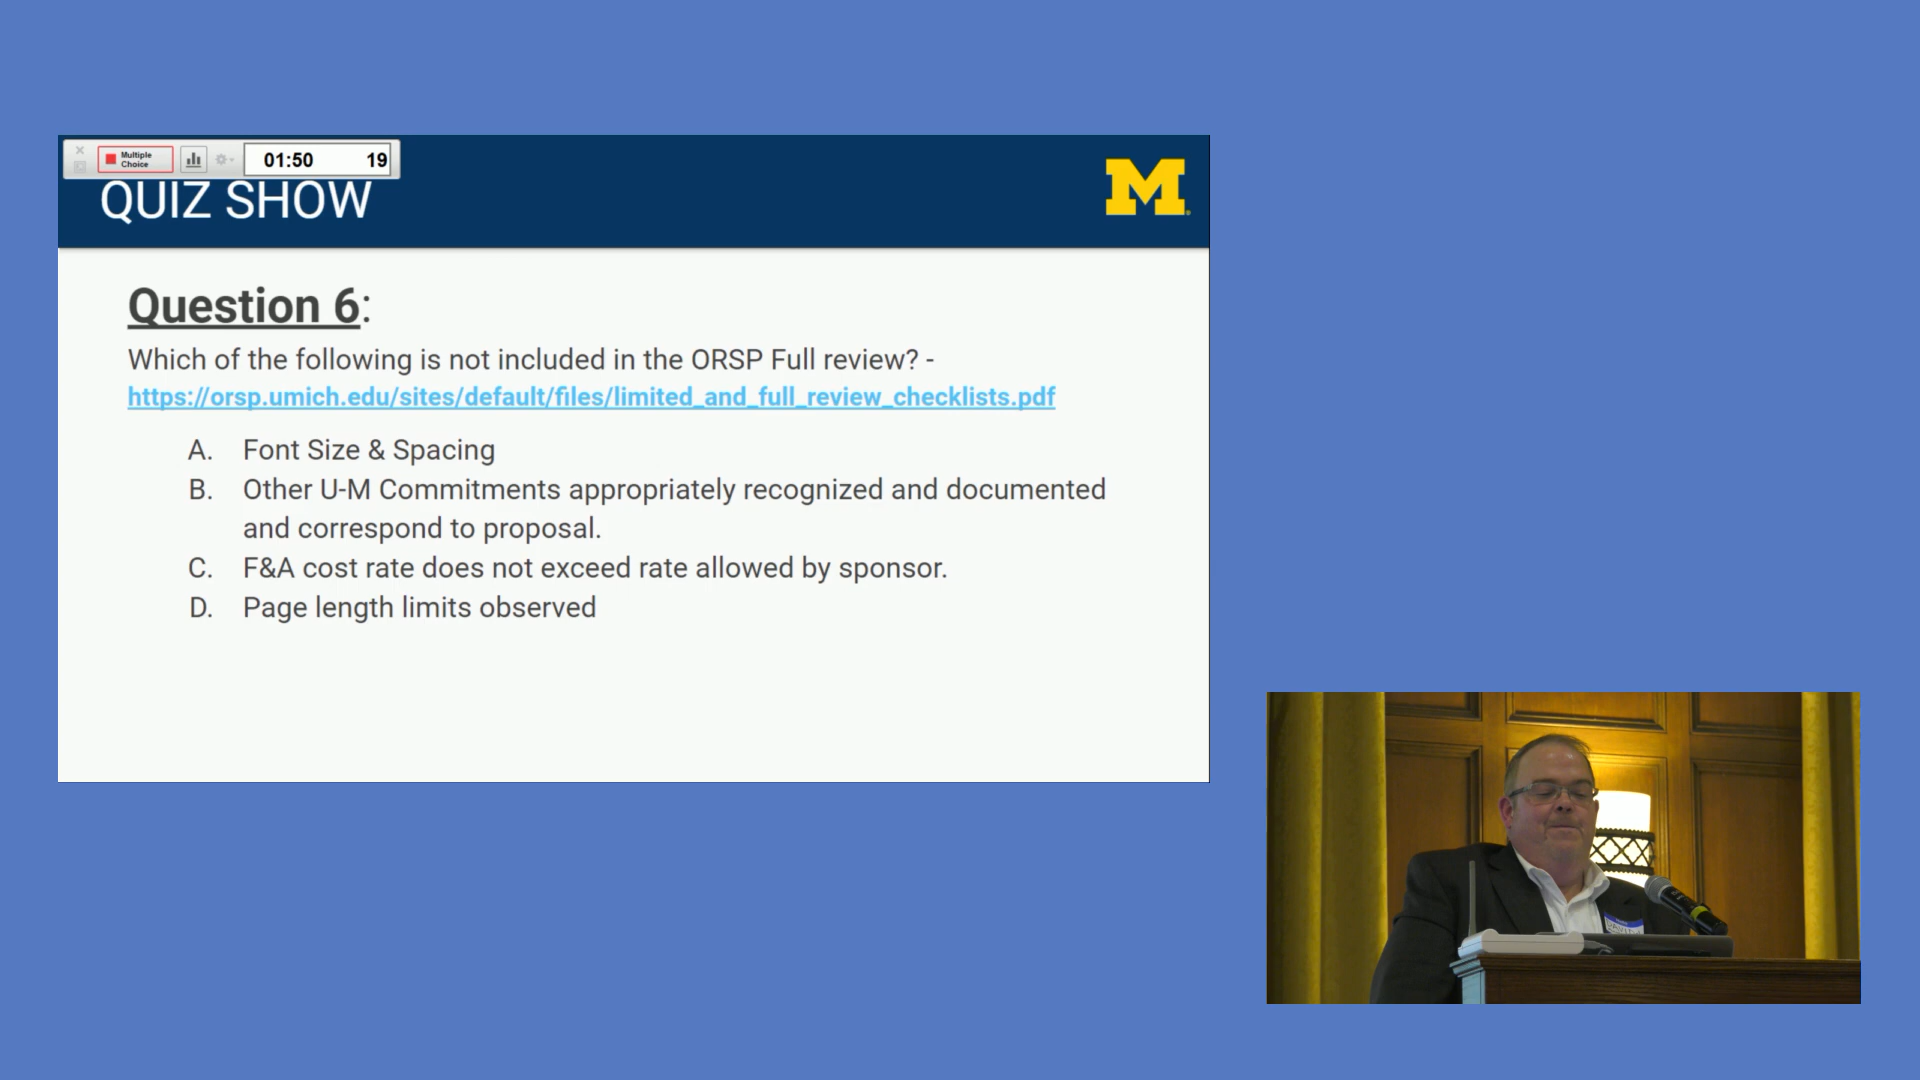 Multiple
Choice
01:50 19
QUIZ SHOW
M
Question 6:
Which of the following is not included in the ORSP Full review? -
https://orsp.umich.edu/sites/default/files/limited_and_full_review_checklists.pdf
A. Font Size & Spacing
B. Other U-M Commitments appropriately recognized and documented
and correspond to proposal.
C. F&A cost rate does not exceed rate allowed by sponsor.
D. Page length limits observed